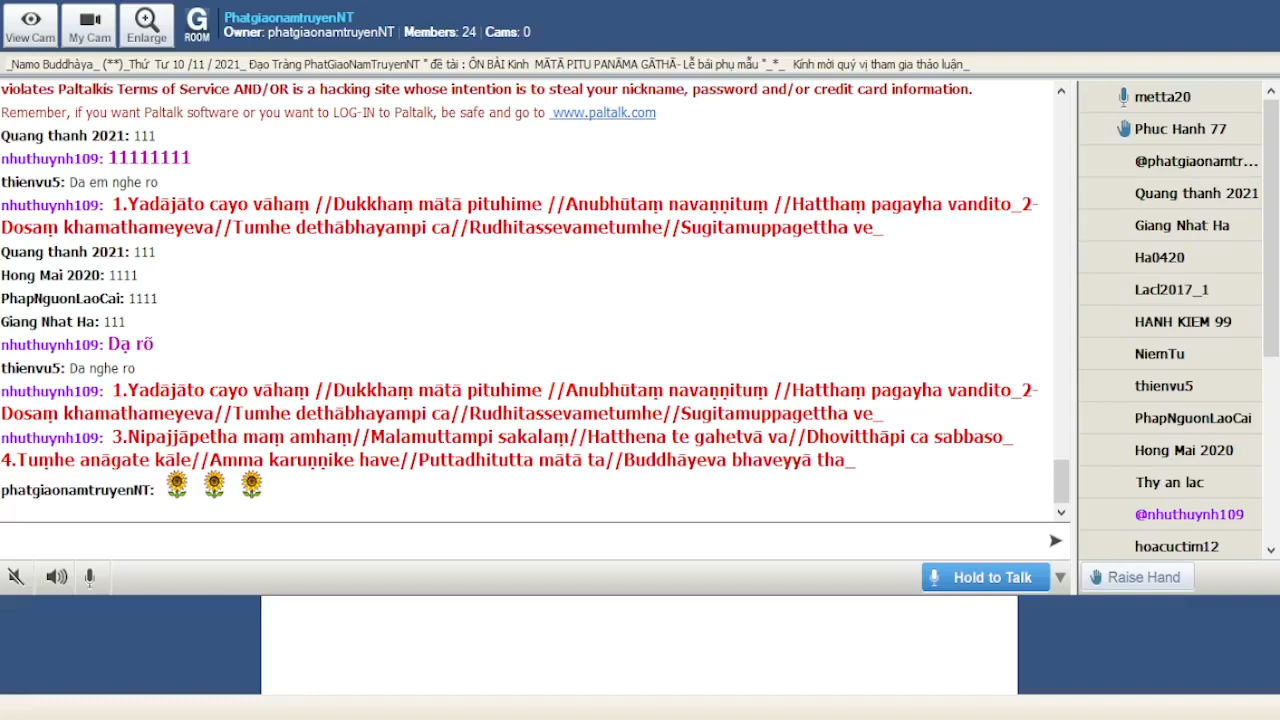 View Cam
My Cam
Enlarge
G
ROOM
PhatgiaonamtruyenNT
Owner: phatgiaonamtruyenNT | Members: 24 | Cams: 0
_Namo Buddhàya_ (**)_Thứ Tư 10 /11 / 2021_ Đạo Tràng PhatGiaoNamTruyenNT " đề tài : ÔN BÀI Kinh MĀTĀ PITU PANĀMA GĀTHĀ- Lễ bái phụ mẫu "_*_ Kính mời quý vị tham gia thảo luận_
violates Paltalkís Terms of Service AND/OR is a hacking site whose intention is to steal your nickname, password and/or credit card information.
Remember, if you want Paltalk software or you want to LOG-IN to Paltalk, be safe and go to www.paltalk.com
Quang thanh 2021: 111
nhuthuynh109: 11111111
thienvu5: Da em nghe ro
nhuthuynh109: 1.Yadājāto cayo vāhaṃ //Dukkhaṃ mātā pituhime //Anubhūtaṃ navaṇṇituṃ //Hatthaṃ pagayha vandito_2-
Dosaṃ khamathameyeva//Tumhe dethābhayampi ca//Rudhitassevametumhe//Sugitamuppagettha ve_
Quang thanh 2021: 111
Hong Mai 2020: 1111
PhapNguonLaoCai: 1111
Giang Nhat Ha: 111
nhuthuynh109: Dạ rõ
thienvu5: Da nghe ro
nhuthuynh109: 1.Yadājāto cayo vāhaṃ //Dukkhaṃ mātā pituhime //Anubhūtaṃ navaṇṇituṃ //Hatthaṃ pagayha vandito_2-
Dosaṃ khamathameyeva//Tumhe dethābhayampi ca//Rudhitassevametumhe//Sugitamuppagettha ve_
nhuthuynh109: 3.Nipajjāpetha maṃ amhaṃ//Malamuttampi sakalaṃ//Hatthena te gahetvā va//Dhovitthāpi ca sabbaso_
4.Tuṃhe anāgate kāle//Amma karuṇṇike have//Puttadhitutta mātā ta//Buddhāyeva bhaveyyā tha_
phatgiaonamtruyenNT:
Hold to Talk
metta20
Phuc Hanh 77
@phatgiaonamtr...
Quang thanh 2021
Giang Nhat Ha
Ha0420
Lacl2017_1
HANH KIEM 99
NiemTu
thienvu5
PhapNguonLaoCai
Hong Mai 2020
Thy an lac
@nhuthuynh109
hoacuctim12
Raise Hand